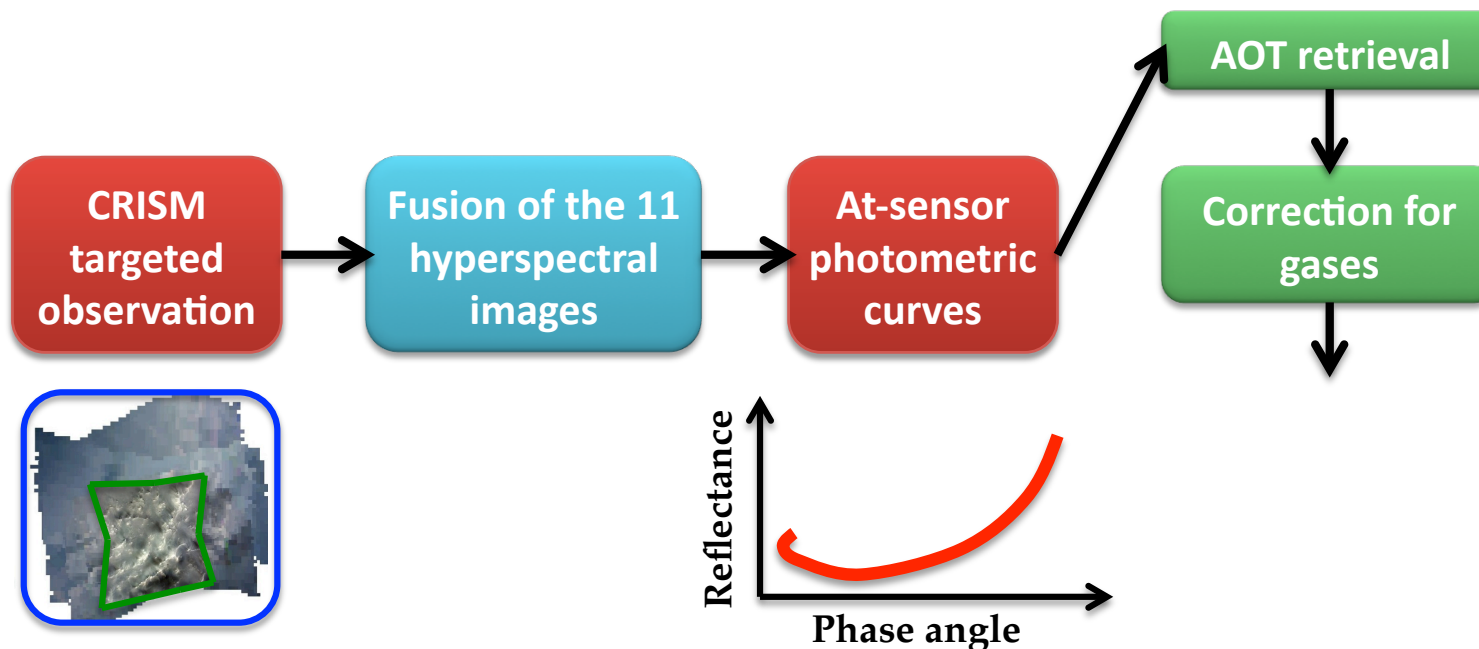 CRISM
targeted
observation
Fusion of the 11
hyperspectral
images
At-sensor
photometric
curves
AOT retrieval
Correction for
gases
Reflectance
Phase angle